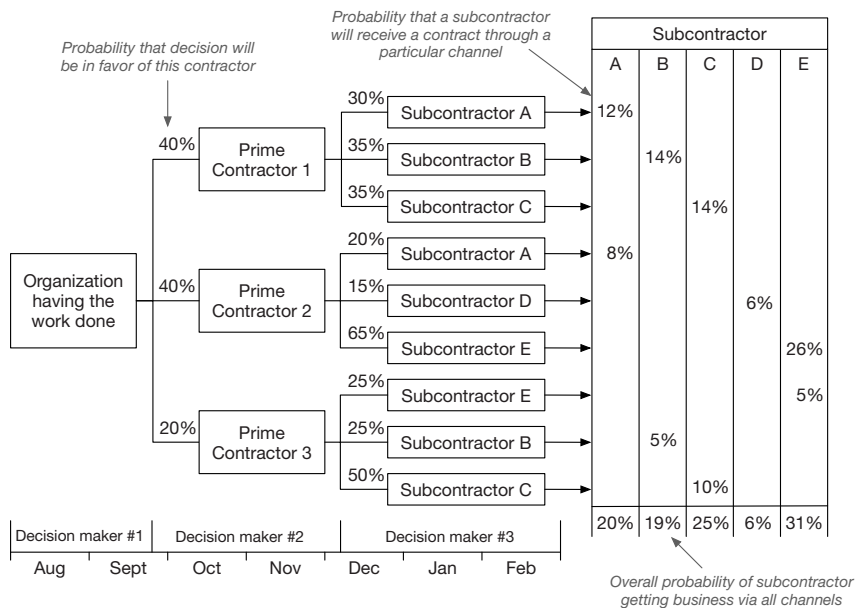 Probability that decision will
be in favor of this contractor
Probability that a subcontractor
will receive a contract through a
particular channel
Subcontractor
A B C D E
40%
Prime
Contractor 1
30%
Subcontractor A
12%
35%
Subcontractor B
14%
35%
Subcontractor C
14%
Organization
having the
work done
40%
Prime
Contractor 2
20%
Subcontractor A
8%
15%
Subcontractor D
6%
65%
Subcontractor E
26%
20%
Prime
Contractor 3
25%
Subcontractor E
5%
25%
Subcontractor B
5%
50%
Subcontractor C
10%
20% 19% 25% 6% 31%
Decision maker #1 Decision maker #2 Decision maker #3
Aug Sept Oct Nov Dec Jan Feb
Overall probability of subcontractor
getting business via all channels